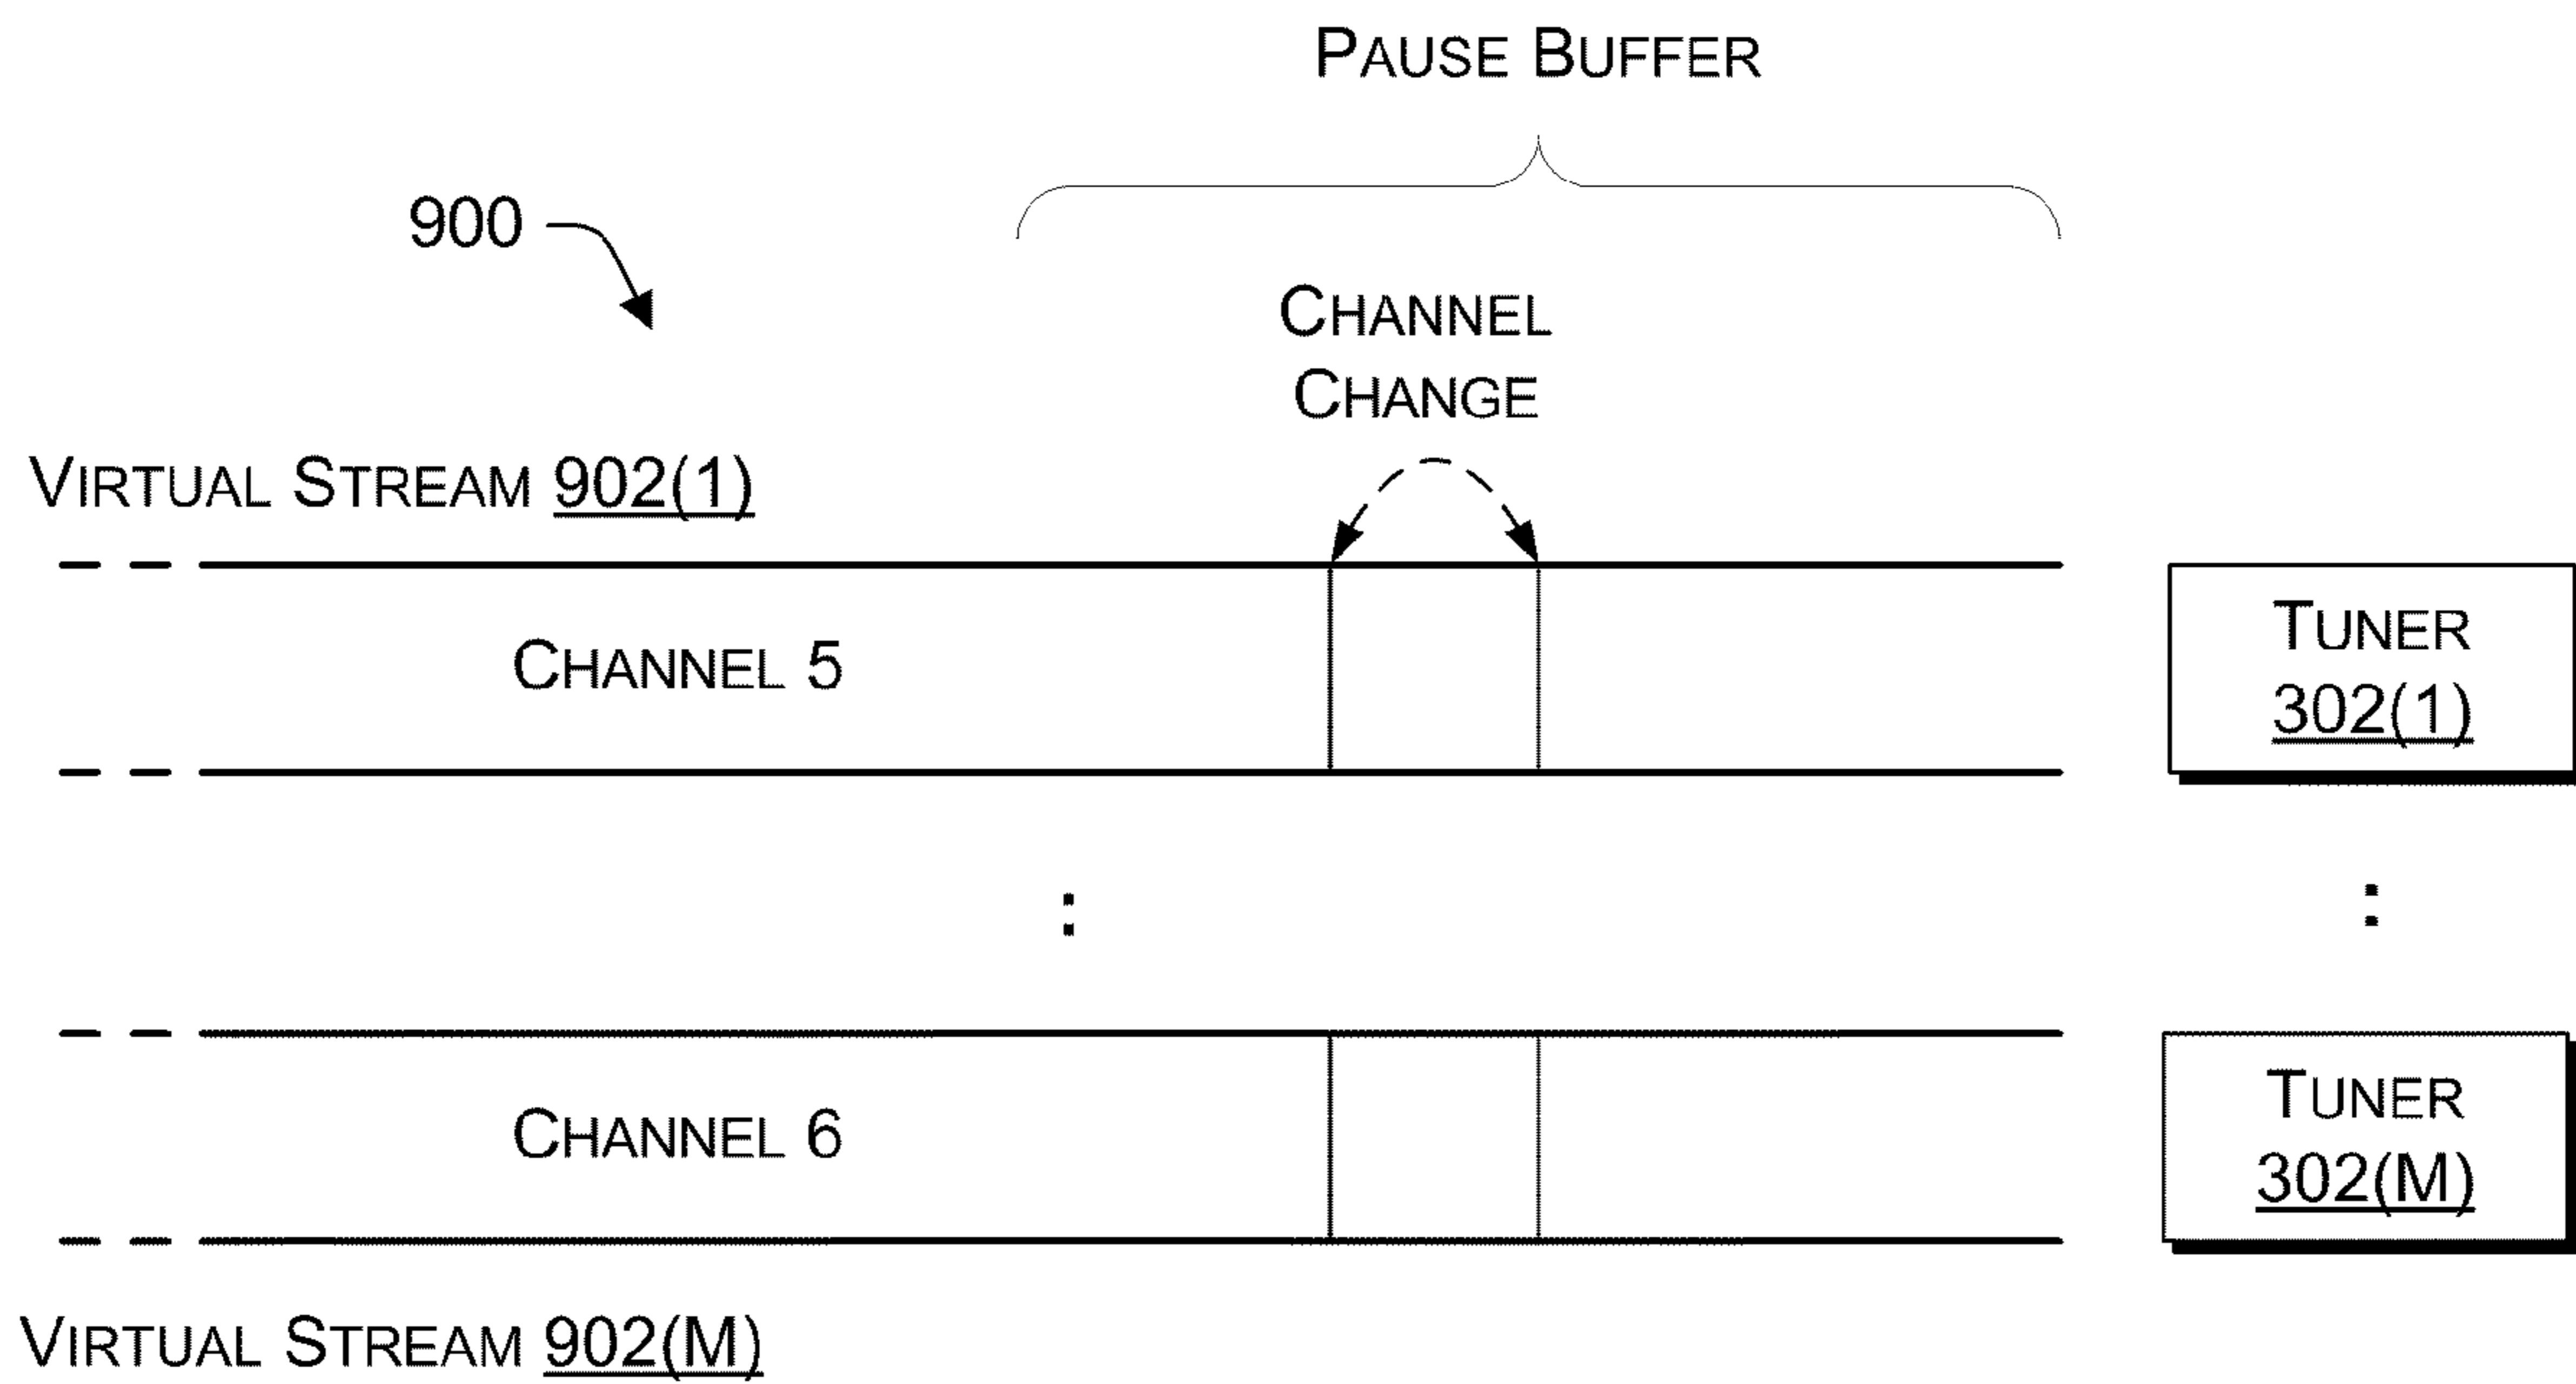 PAUSE BUFFER
900
CHANNEL
CHANGE
VIRTUAL STREAM 902(1)
CHANNEL 5
TUNER
302(1)
:
:
CHANNEL 6
TUNER
302(M)
VIRTUAL STREAM 902(M)